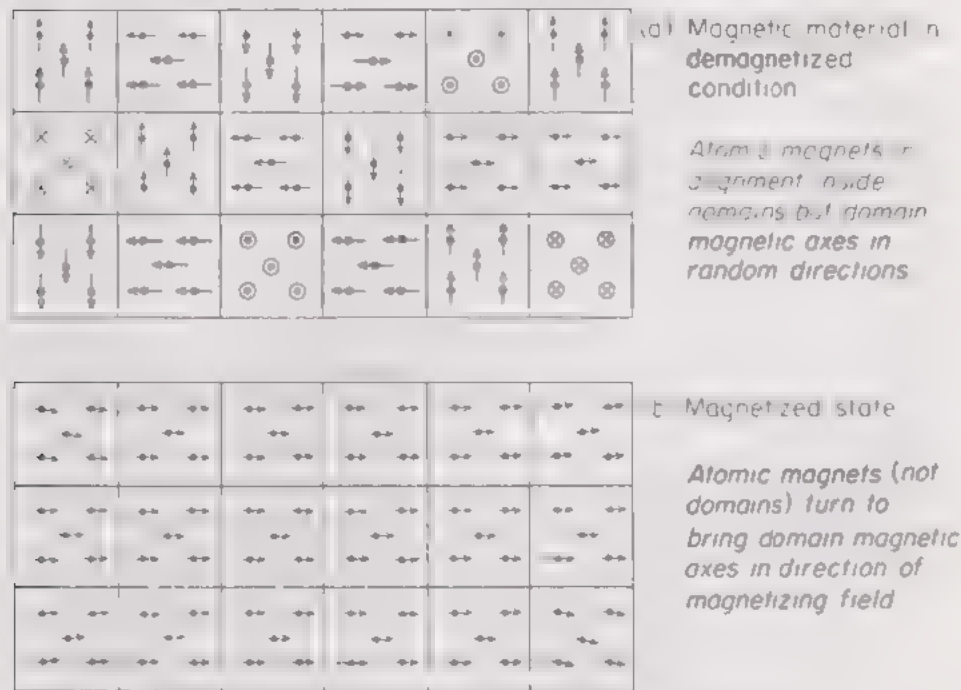 (a) Magnetic material in
demagnetized
condition
Atomic magnets in
alignment inside
domains but domain
magnetic axes in
random directions
b Magnetized state
Atomic magnets (not
domains) turn to
bring domain magnetic
axes in direction of
magnetizing field